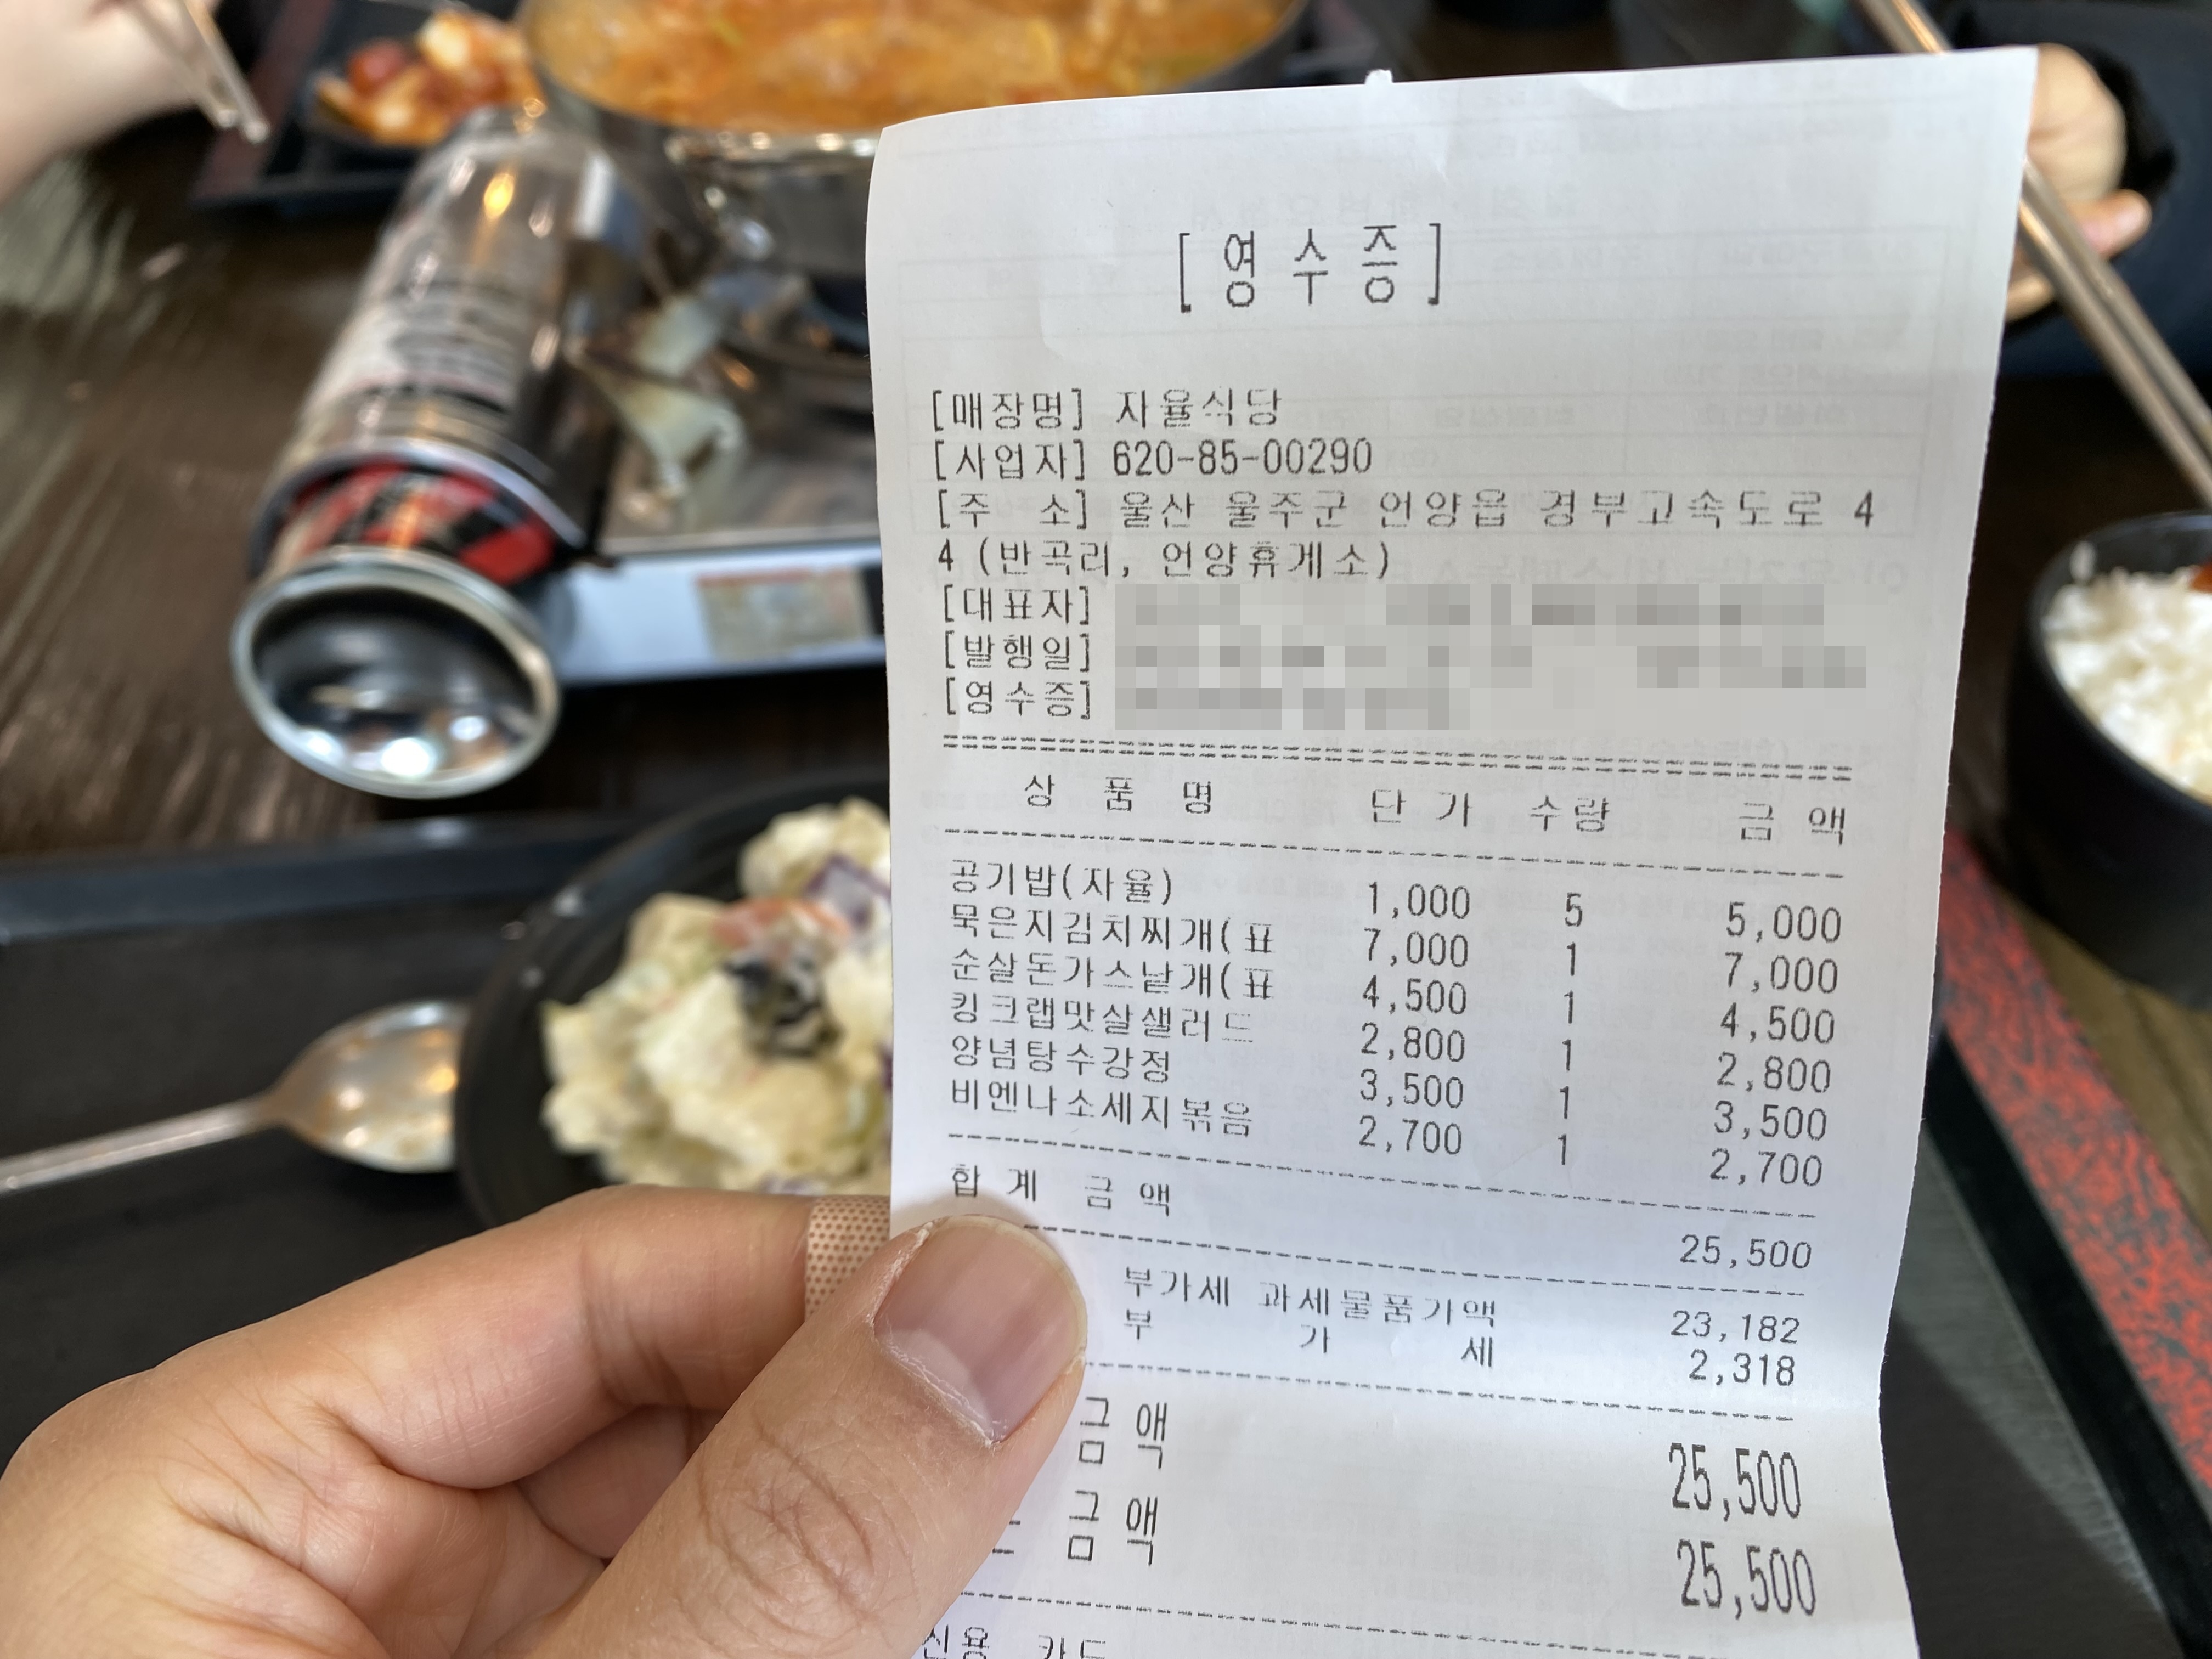 [영수증]
[매장명] 자율식당
[사업자] 620-85-00290
[주 소] 울산 울주군 언양읍 경부고속도로 4
4 (반곡리, 언양휴게소)
[대표자]
[발행일]
[영수증]
상 품 명 단 가 수량 금 액
공기밥(자율) 1,000 5 5,000
묵은지김치찌개(표 7,000 1 7,000
순살돈가스낱개(표 4,500 1 4,500
킹크랩맛살샐러드 2,800 1 2,800
양념탕수강정 3,500 1 3,500
비엔나소세지볶음 2,700 1 2,700
합 계 금 액 25,500
부가세 과세물품가액 23,182
부 가 세 2,318
금 액 25,500
금 액 25,500
신용 카드